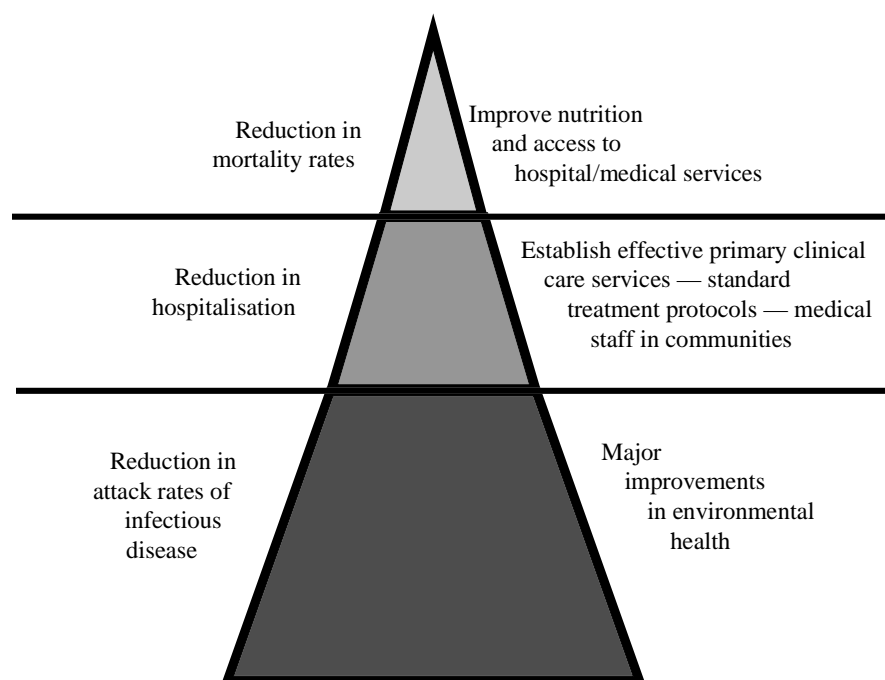 Reduction in
mortality rates
Improve nutrition
and access to
hospital/medical services
Reduction in
hospitalisation
Establish effective primary clinical
care services — standard
treatment protocols — medical
staff in communities
Reduction in
attack rates of
infectious
disease
Major
improvements
in environmental
health